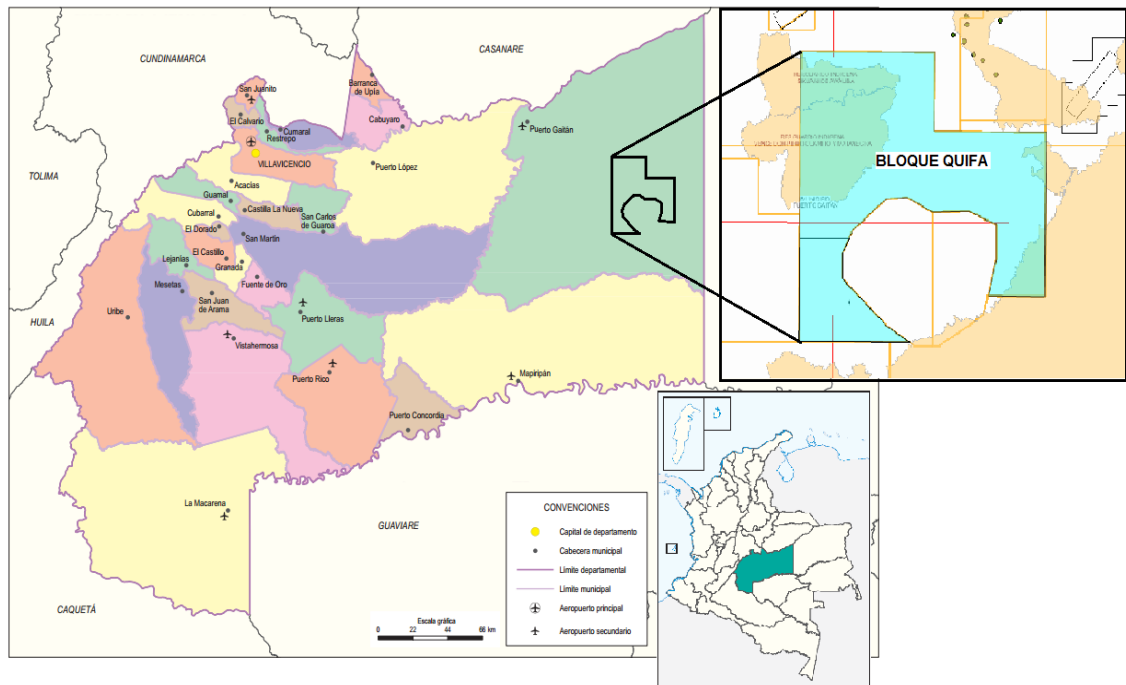 CUNDINAMARCA
CASANARE
TOLIMA
HUILA
CAQUETÁ
GUAVIARE
San Juanito
El Calvario
Restrepo
Cumaral
Barranca
de Upía
Cabuyaro
VILLAVICENCIO
Puerto López
Puerto Gaitán
Acacías
Guamal
Castilla La Nueva
Cubarral
El Dorado
San Carlos
de Guaroa
San Martín
El Castillo
Lejanías
Granada
Fuente de Oro
Mesetas
San Juan
de Arama
Uribe
Puerto Lleras
Vistahermosa
Puerto Rico
Mapiripán
Puerto Concordia
La Macarena
BLOQUE QUIFA
PUERTO GAITÁN
CONVENCIONES
Capital de departamento
Cabecera municipal
Límite departamental
Límite municipal
Aeropuerto principal
Aeropuerto secundario
Escala gráfica
0 22 44 66 km